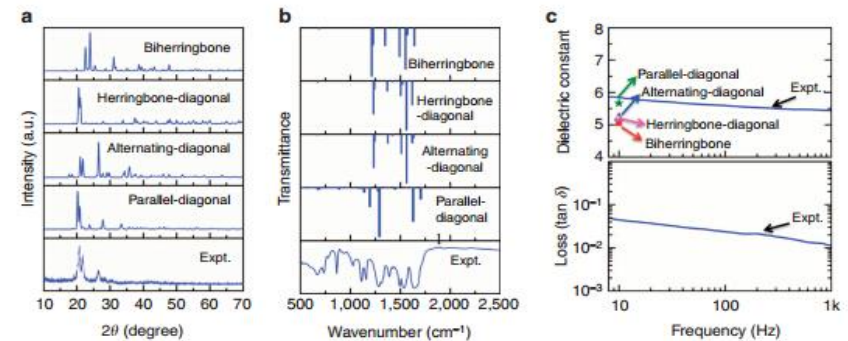 a
Intensity (a.u.)
Biherringbone
Herringbone-diagonal
Alternating-diagonal
Parallel-diagonal
Expt.
10 20 30 40 50 60 70
2θ (degree)
b
Transmittance
Biherringbone
Herringbone
-diagonal
Alternating
-diagonal
Parallel-
diagonal
Expt.
500 1,000 1,500 2,000 2,500
Wavenumber (cm⁻¹)
c
Dielectric constant
8
7
6
5
4
Parallel-diagonal
Alternating-diagonal
Expt.
Herringbone-diagonal
Biherringbone
Loss (tan δ)
10⁻¹
10⁻²
10⁻³
Expt.
10 100 1k
Frequency (Hz)